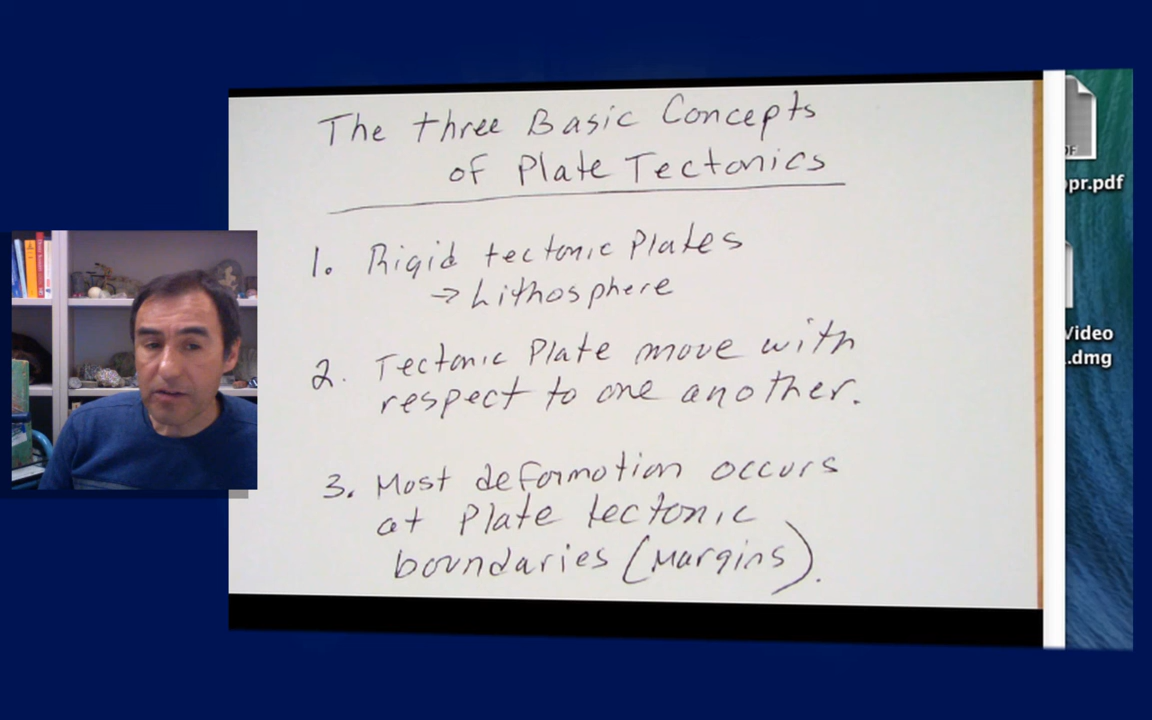 The three Basic Concepts
of Plate Tectonics
1. Rigid tectonic Plates
→ Lithosphere
2. Tectonic Plate move with
respect to one another.
3. Most deformation occurs
at Plate tectonic
boundaries (Margins).
opr.pdf
Video
.dmg